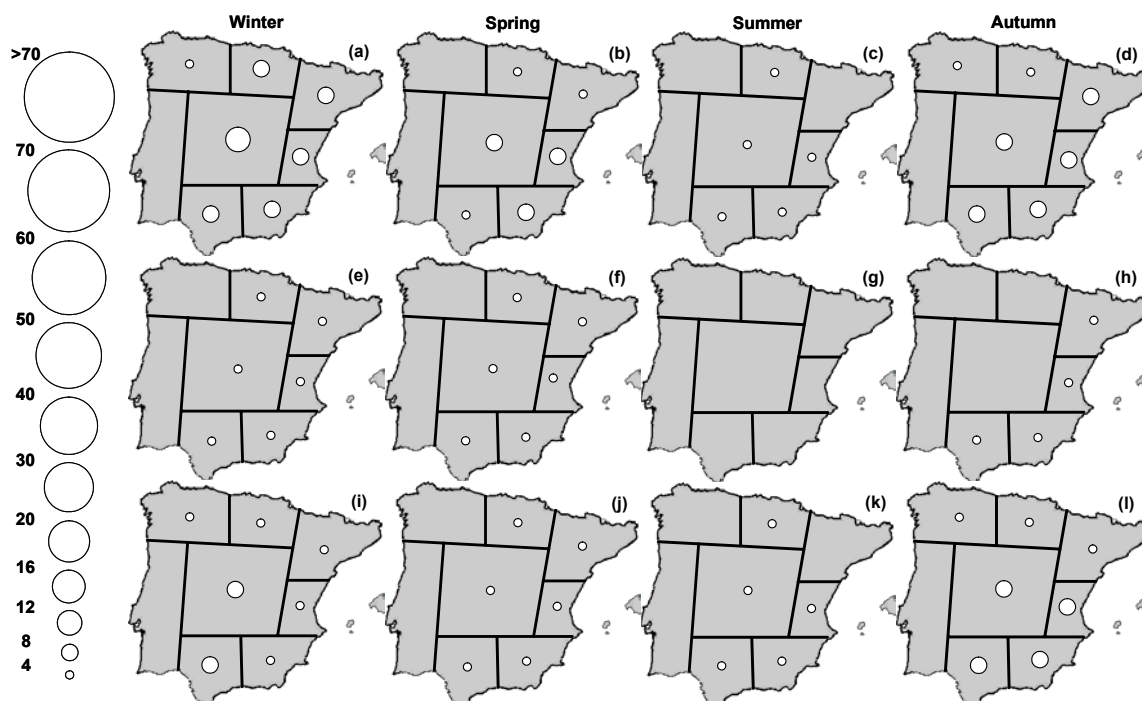 Winter
Spring
Summer
Autumn
>70
70
60
50
40
30
20
16
12
8
4
(a)
(b)
(c)
(d)
(e)
(f)
(g)
(h)
(i)
(j)
(k)
(l)